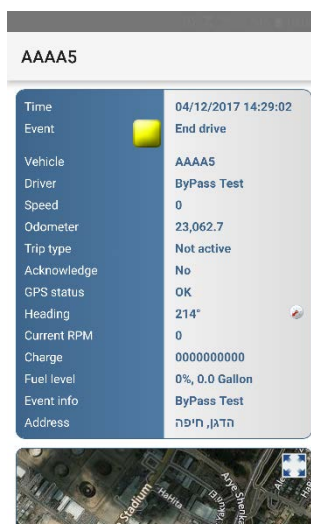 AAAA5
Time 04/12/2017 14:29:02
Event End drive
Vehicle AAAA5
Driver ByPass Test
Speed 0
Odometer 23,062.7
Trip type Not active
Acknowledge No
GPS status OK
Heading 214°
Current RPM 0
Charge 0000000000
Fuel level 0%, 0.0 Gallon
Event info ByPass Test
Address הדגן, חיפה
Stadium
HaHita
Arye Shenka